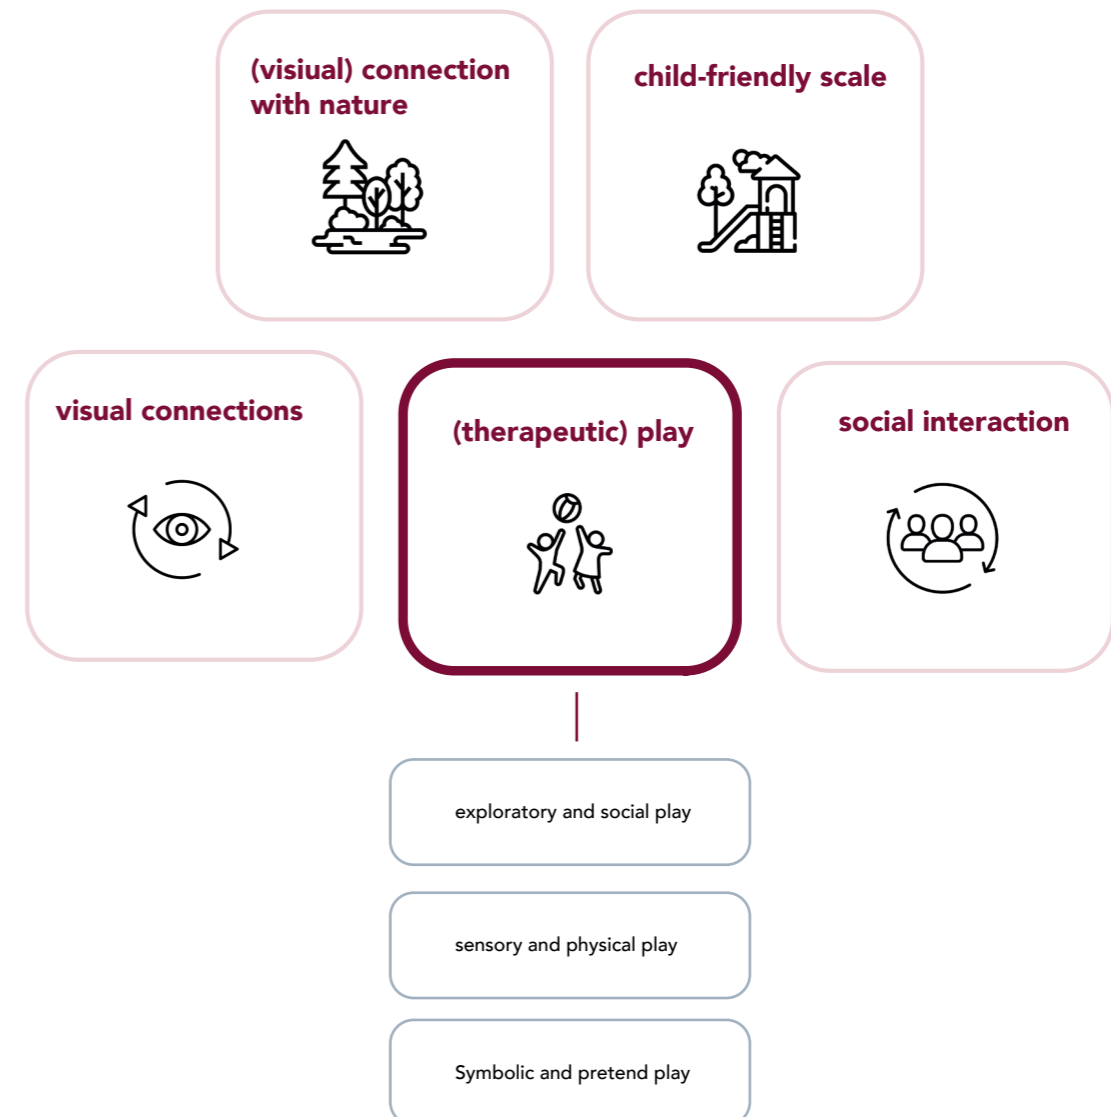 (visiual) connection
with nature
child-friendly scale
visual connections
(therapeutic) play
social interaction
exploratory and social play
sensory and physical play
Symbolic and pretend play